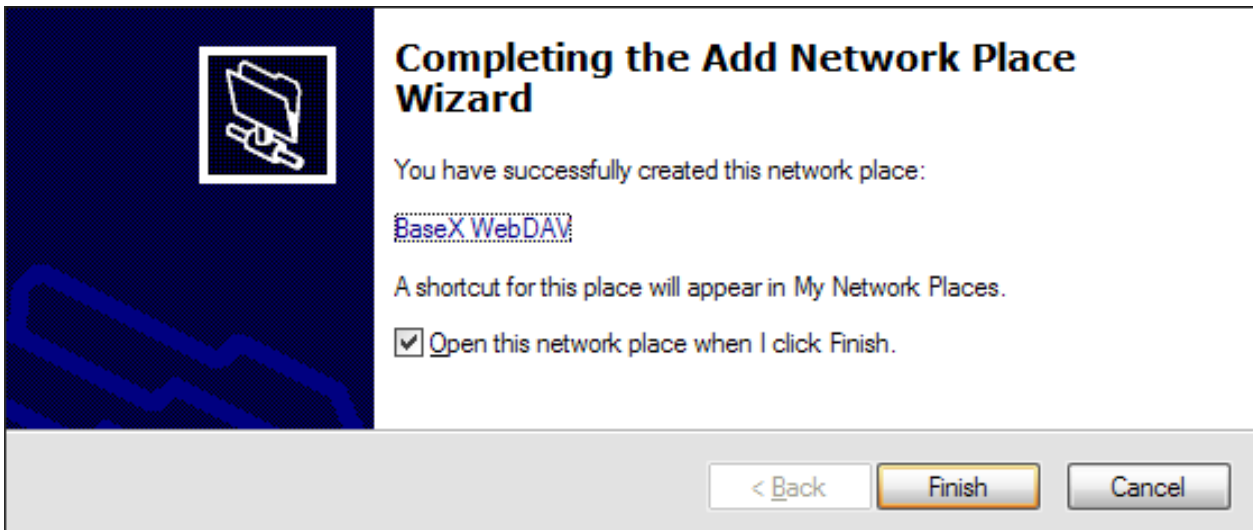 Completing the Add Network Place
Wizard
You have successfully created this network place:
BaseX WebDAV
A shortcut for this place will appear in My Network Places.
Open this network place when I click Finish.
< Back Finish Cancel